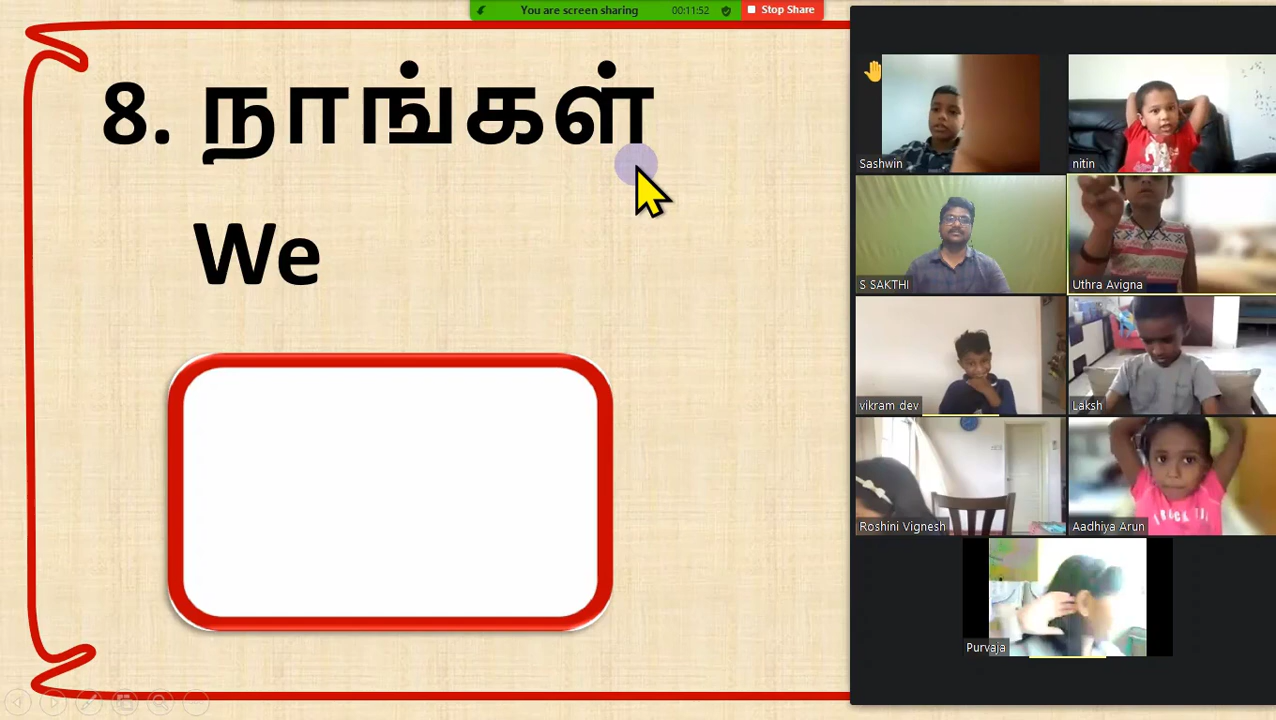 You are screen sharing 00:11:52 Stop Share
8. நாங்கள்
We
Sashwin
nitin
S SAKTHI
Uthra Avigna
vikram dev
Laksh
Roshini Vignesh
Aadhiya Arun
Purvaja